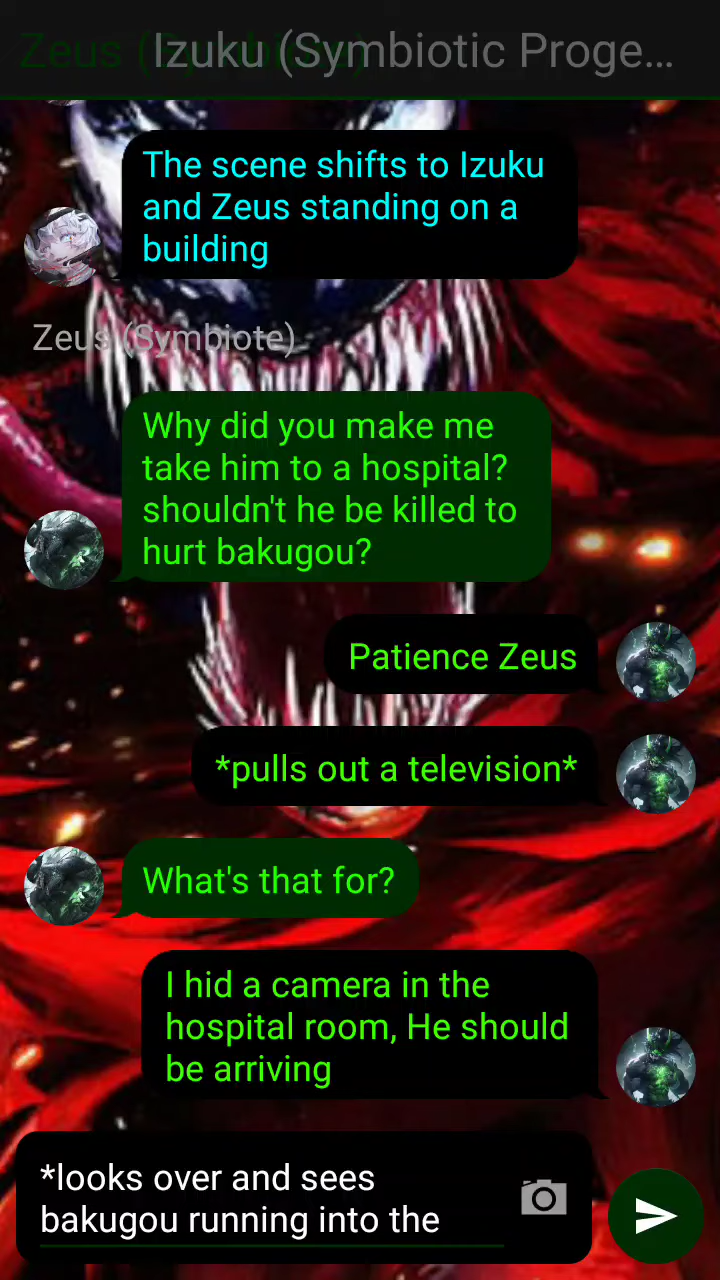 Zeus (Symbiote)
Izuku (Symbiotic Proge...
The scene shifts to Izuku
and Zeus standing on a
building
Zeus (Symbiote)
Why did you make me
take him to a hospital?
shouldn't he be killed to
hurt bakugou?
Patience Zeus
*pulls out a television*
What's that for?
I hid a camera in the
hospital room, He should
be arriving
*looks over and sees
bakugou running into the